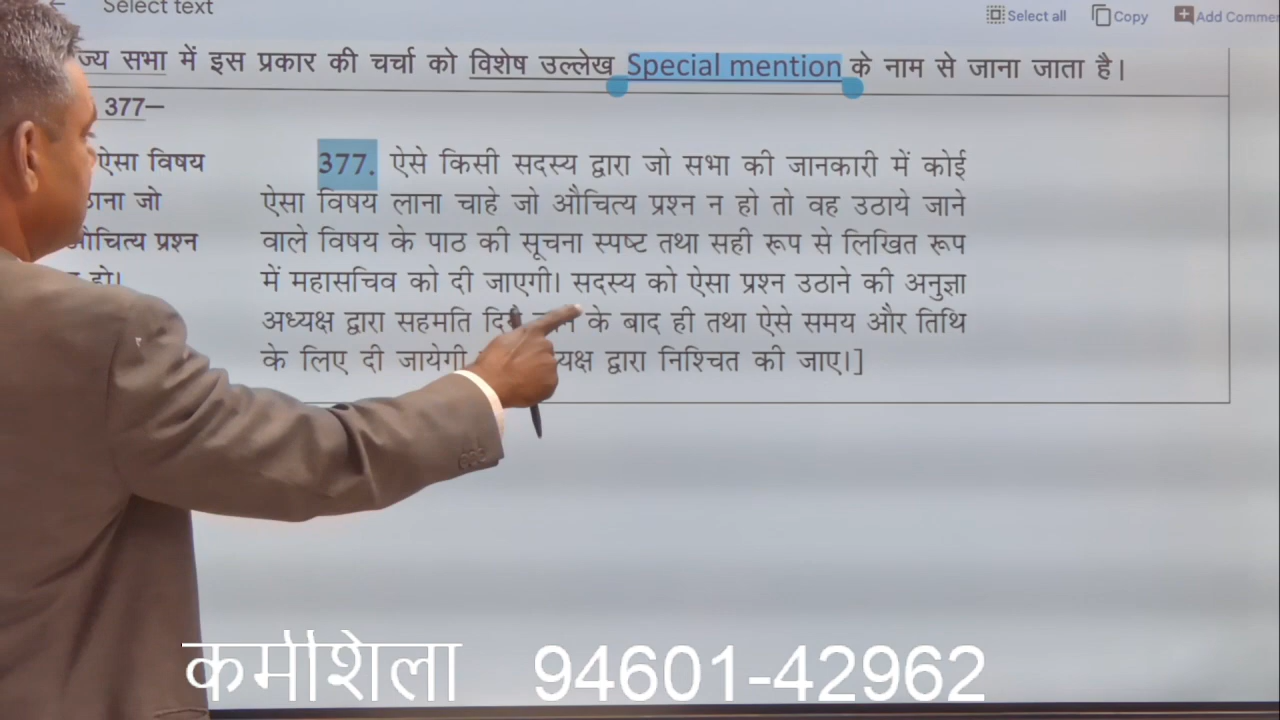 Select text
Select all Copy Add Comme
ज्य सभा में इस प्रकार की चर्चा को विशेष उल्लेख Special mention के नाम से जाना जाता है।
377–
ऐसा विषय
ठाना जो
औचित्य प्रश्न
हो।
377. ऐसे किसी सदस्य द्वारा जो सभा की जानकारी में कोई
ऐसा विषय लाना चाहे जो औचित्य प्रश्न न हो तो वह उठाये जाने
वाले विषय के पाठ की सूचना स्पष्ट तथा सही रूप से लिखित रूप
में महासचिव को दी जाएगी। सदस्य को ऐसा प्रश्न उठाने की अनुज्ञा
अध्यक्ष द्वारा सहमति के बाद ही तथा ऐसे समय और तिथि
के लिए दी जायेगी द्वारा निश्चित की जाए।]
कर्मशिला 94601-42962